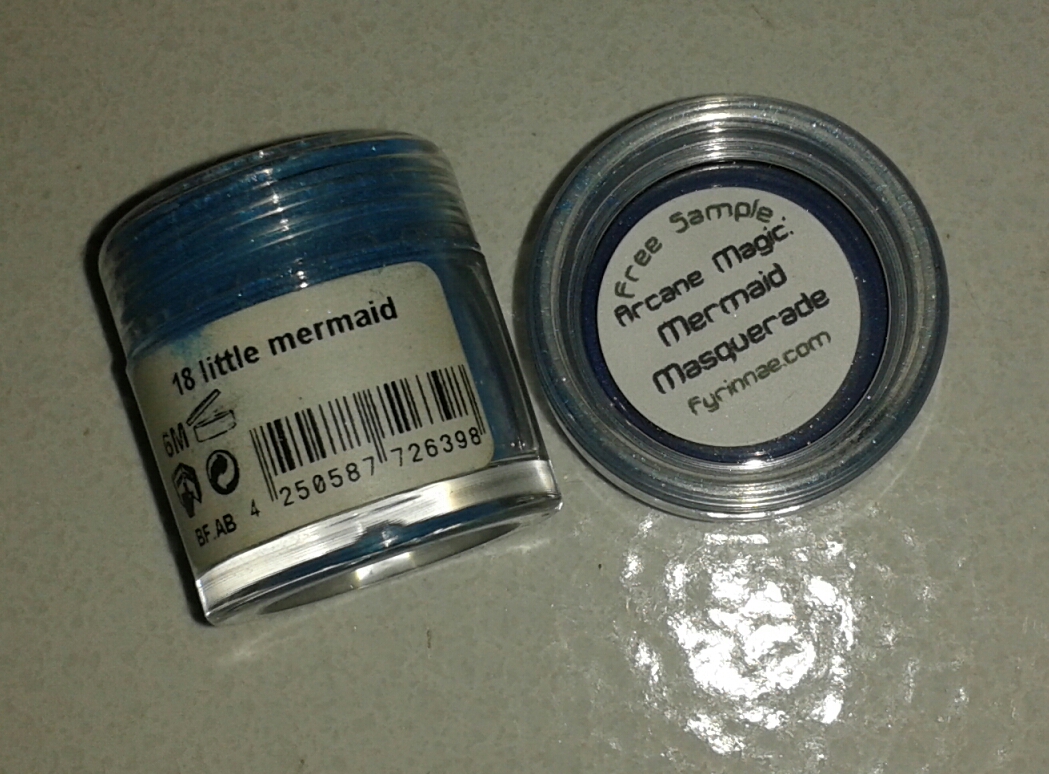 18 little mermaid
6M
BF.AB
4 250587 726398
Free Sample
Arcane Magic:
Mermaid
Masquerade
fyrinnae.com